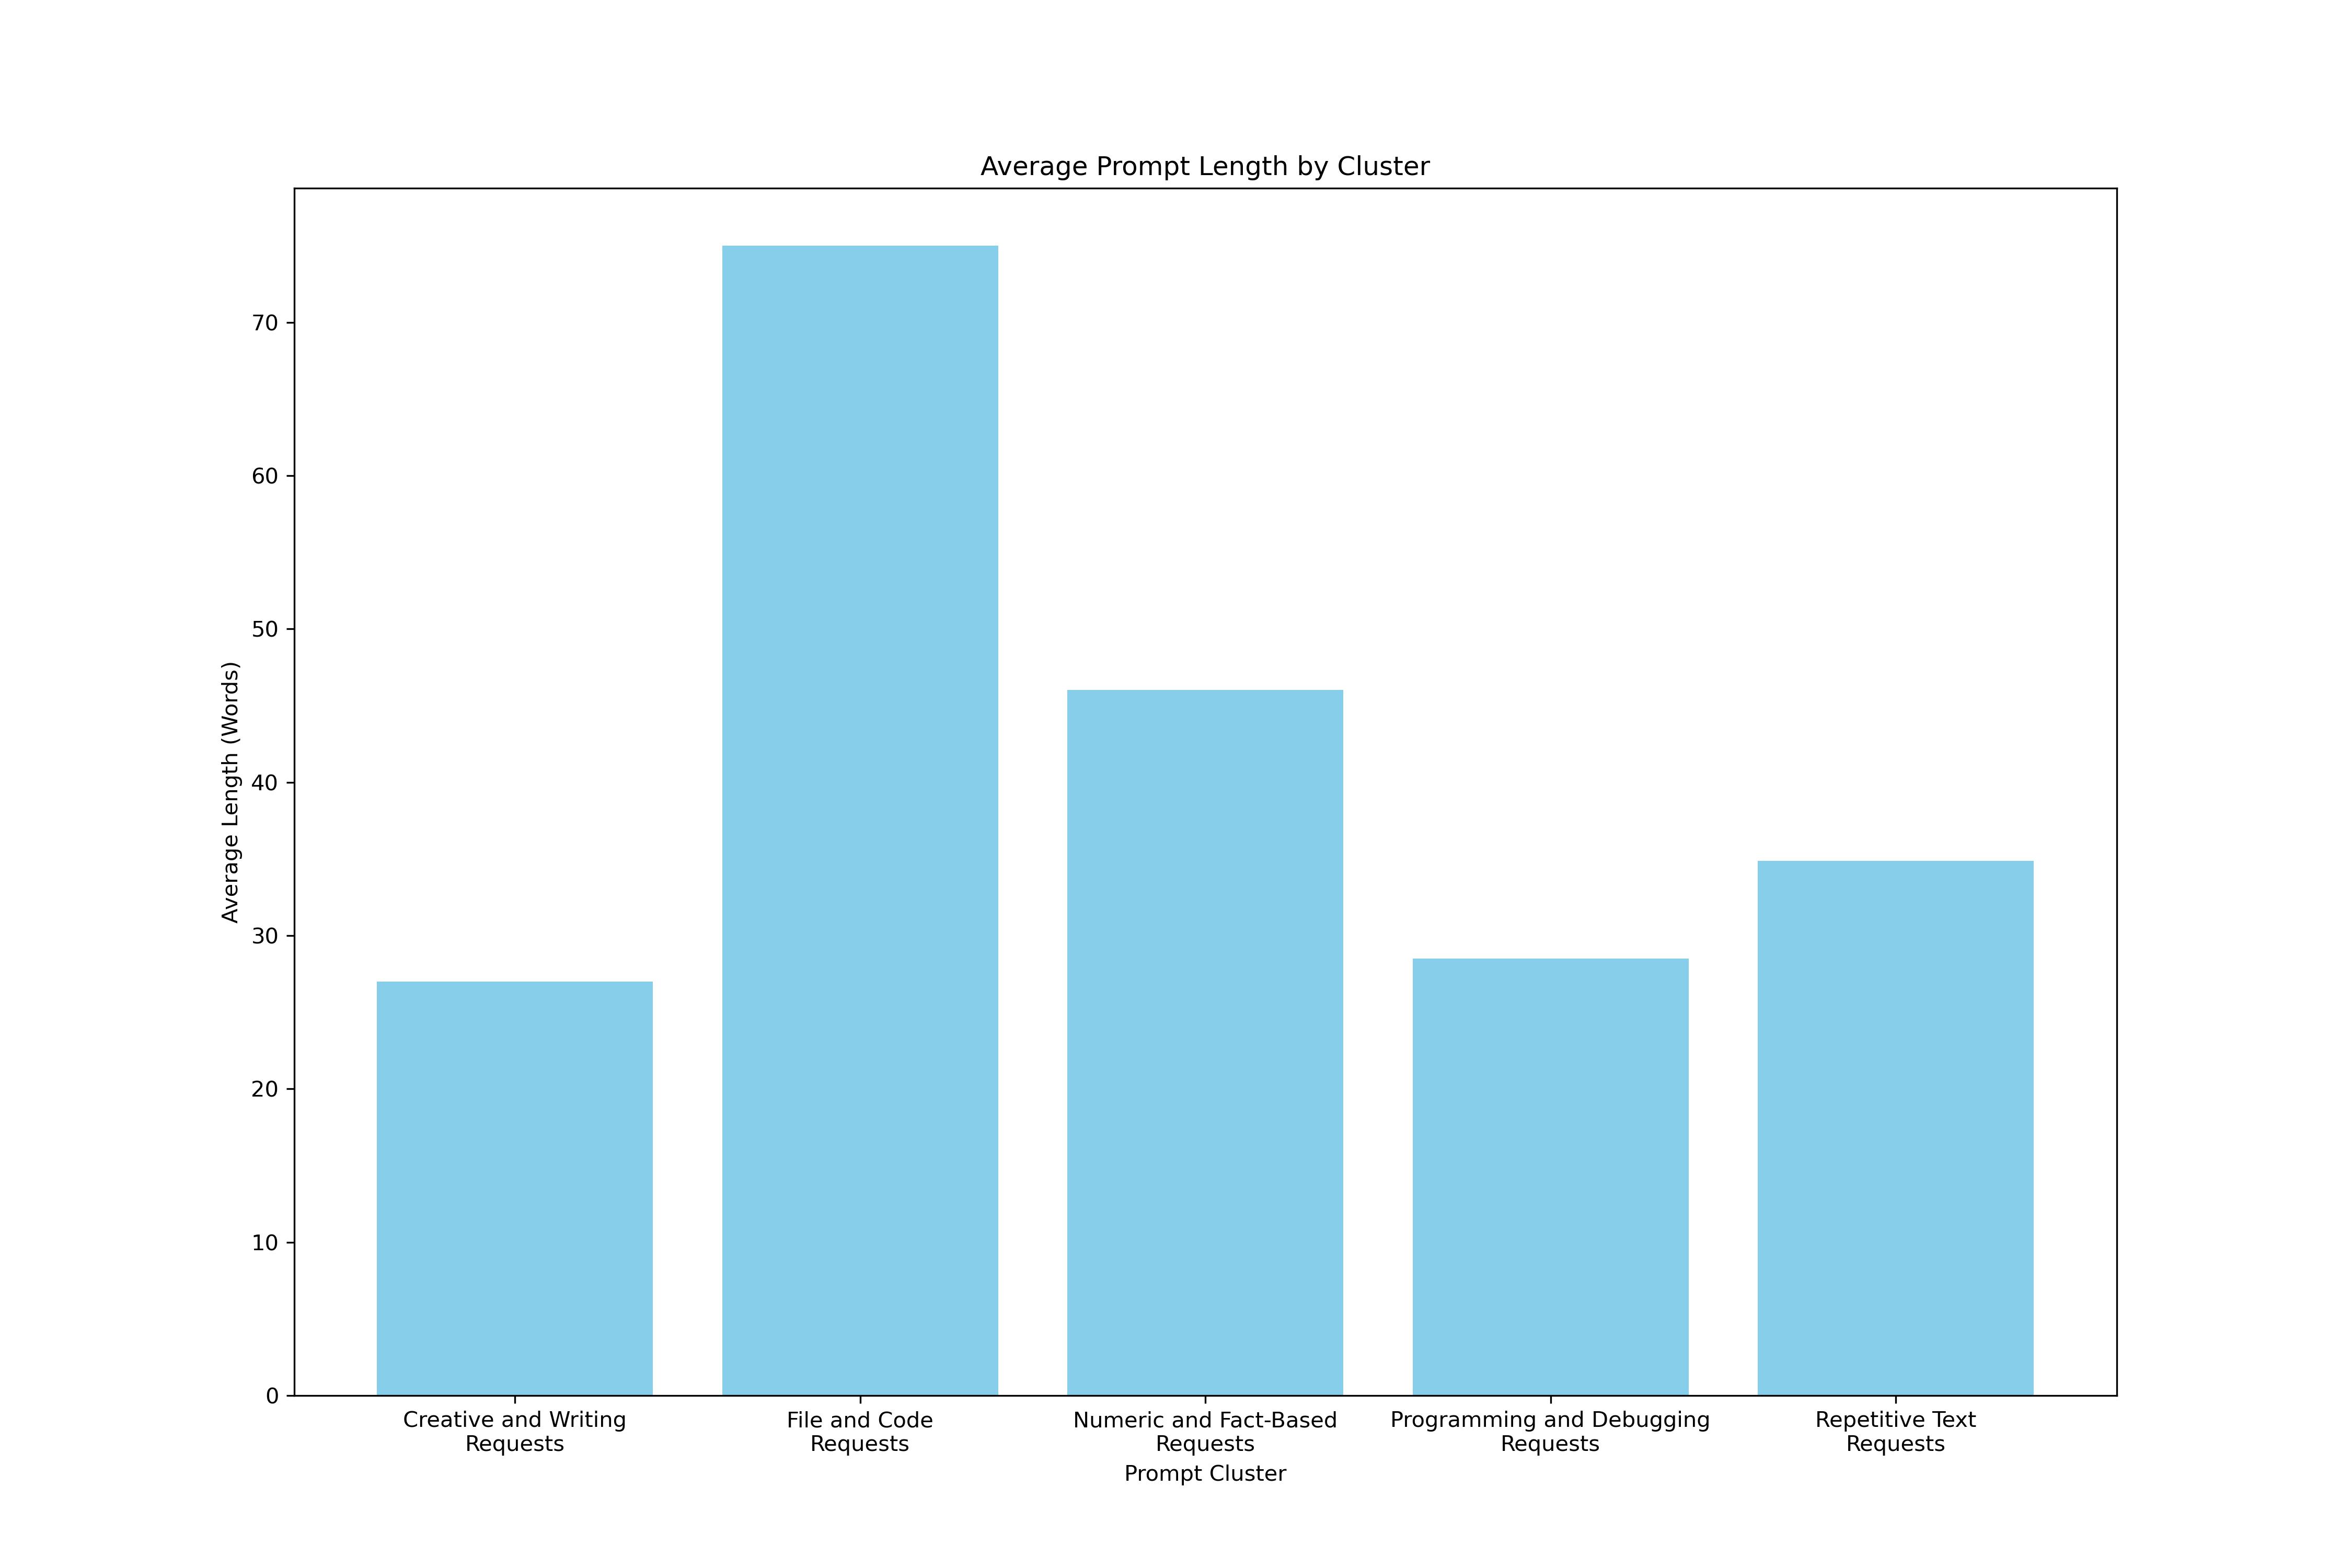 Average Prompt Length by Cluster
Average Length (Words)
70
60
50
40
30
20
10
0
Creative and Writing
Requests
File and Code
Requests
Numeric and Fact-Based
Requests
Programming and Debugging
Requests
Repetitive Text
Requests
Prompt Cluster